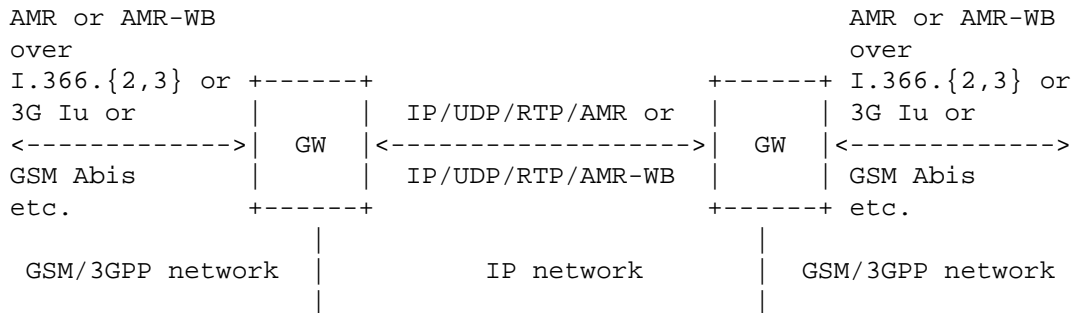 AMR or AMR-WB                                        AMR or AMR-WB
over                                                 over
I.366.{2,3} or +------+                      +------+ I.366.{2,3} or
3G Iu or       |      |  IP/UDP/RTP/AMR or   |      | 3G Iu or
<------------->|  GW  |<-------------------->|  GW  |<------------->
GSM Abis       |      |  IP/UDP/RTP/AMR-WB   |      | GSM Abis
etc.           +------+                      +------+ etc.
                   |                             |
 GSM/3GPP network  |          IP network         |  GSM/3GPP network
                   |                             |